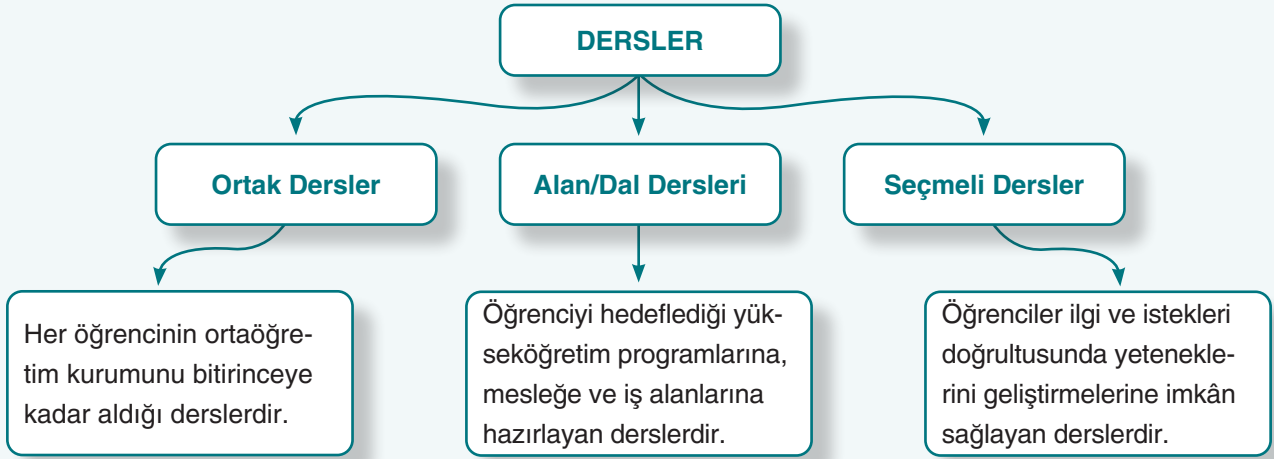 DERSLER
Ortak Dersler
Alan/Dal Dersleri
Seçmeli Dersler
Her öğrencinin ortaöğre-
tim kurumunu bitirinceye
kadar aldığı derslerdir.
Öğrenciyi hedeflediği yük-
seköğretim programlarına,
mesleğe ve iş alanlarına
hazırlayan derslerdir.
Öğrenciler ilgi ve istekleri
doğrultusunda yetenekle-
rini geliştirmelerine imkân
sağlayan derslerdir.